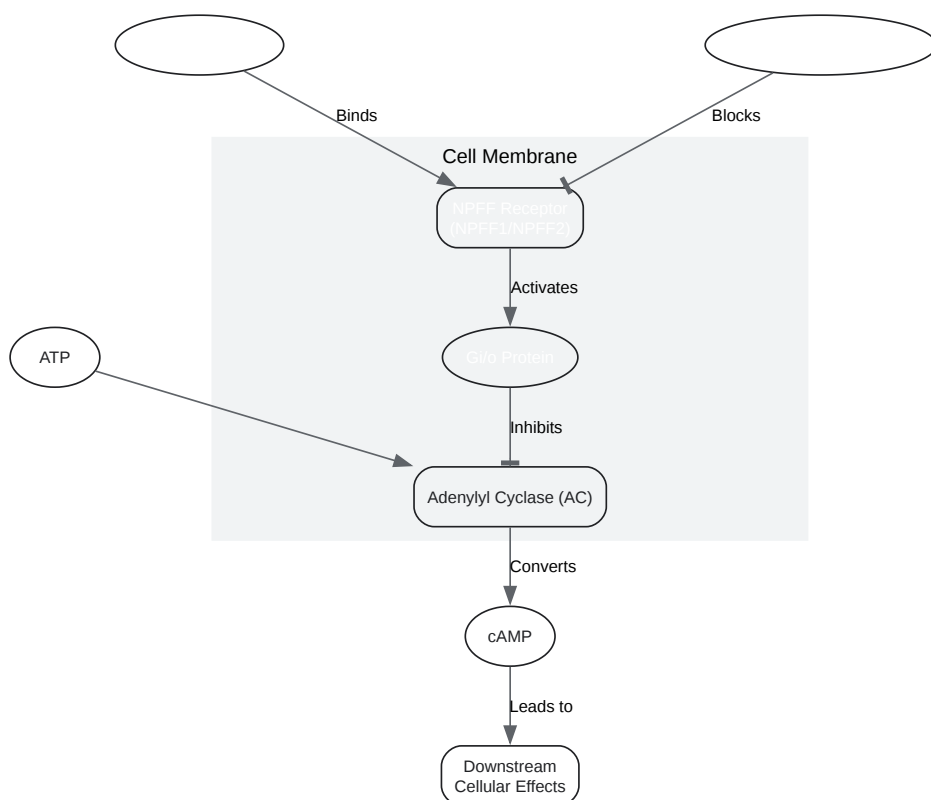 Binds
Blocks
Cell Membrane
NPFF Receptor
(NPFF1/NPFF2)
Activates
ATP
Gi/o Protein
Inhibits
Adenylyl Cyclase (AC)
Converts
cAMP
Leads to
Downstream
Cellular Effects